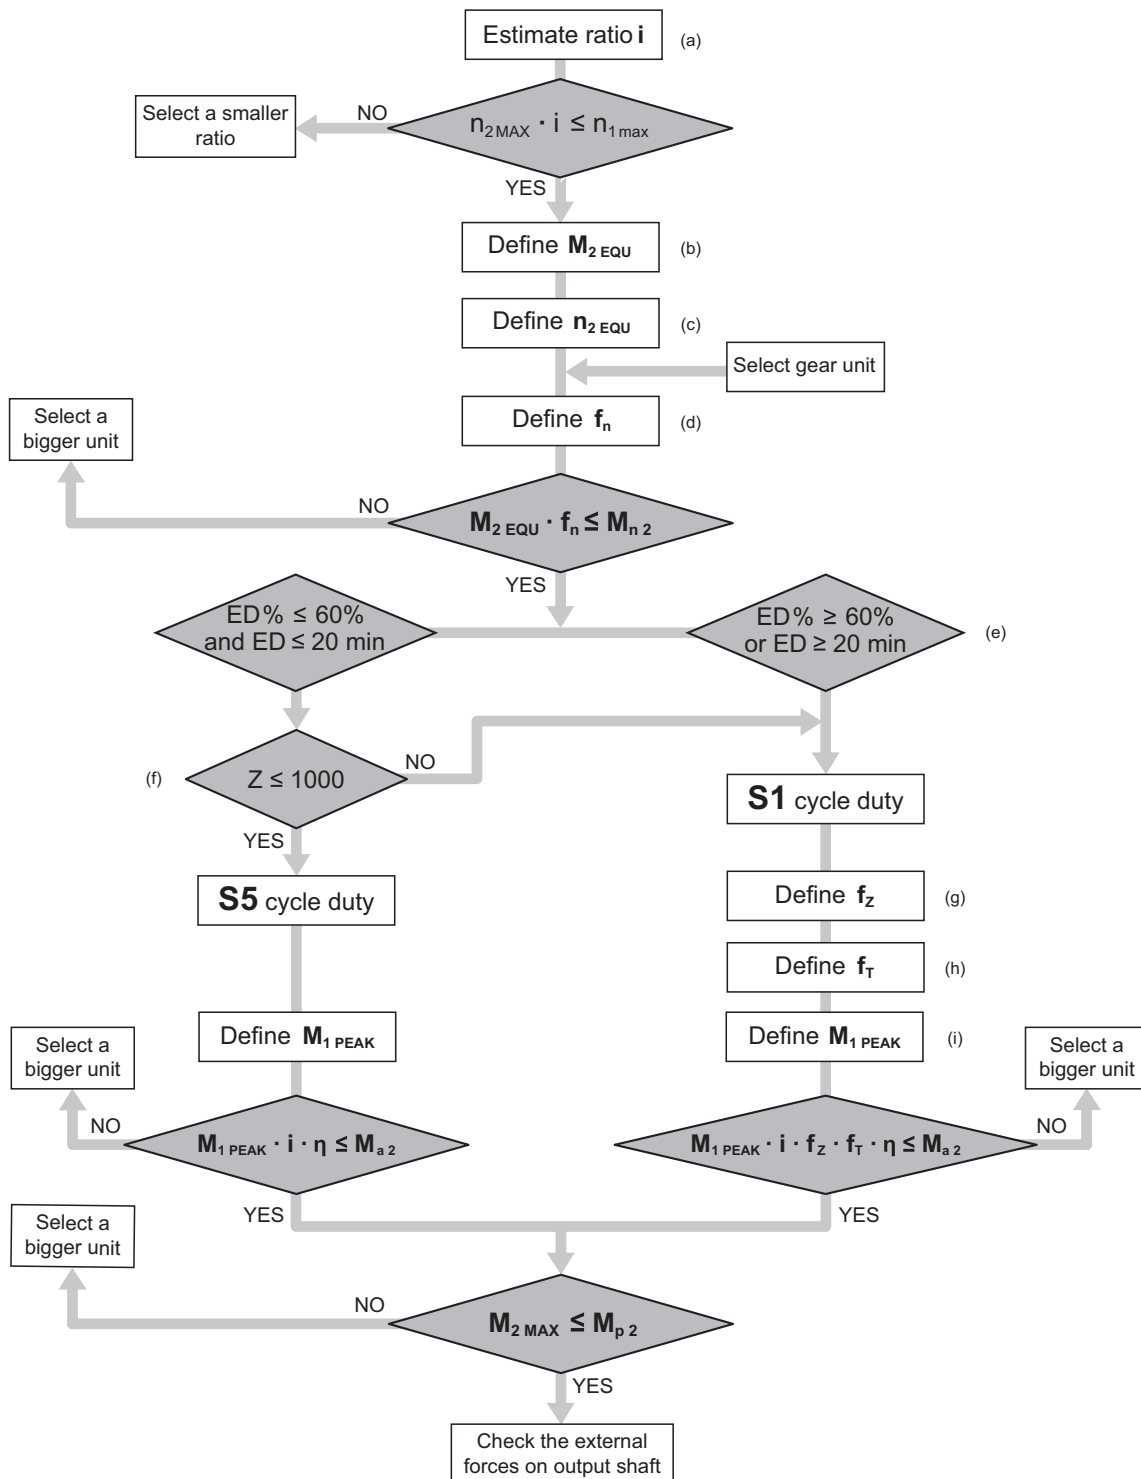 Estimate ratio i
(a)
Select a smaller
ratio
NO
n2 MAX · i ≤ n1 max
YES
Define M2 EQU
(b)
Define n2 EQU
(c)
Select gear unit
Define fn
(d)
Select a
bigger unit
NO
M2 EQU · fn ≤ Mn 2
YES
ED% ≤ 60%
and ED ≤ 20 min
ED% ≥ 60%
or ED ≥ 20 min
(e)
(f)
Z ≤ 1000
NO
YES
S1 cycle duty
S5 cycle duty
Define fZ
(g)
Define fT
(h)
Define M1 PEAK
Define M1 PEAK
(i)
Select a
bigger unit
Select a
bigger unit
NO
M1 PEAK · i · η ≤ Ma 2
M1 PEAK · i · fZ · fT · η ≤ Ma 2
NO
YES
YES
Select a
bigger unit
NO
M2 MAX ≤ Mp 2
YES
Check the external
forces on output shaft